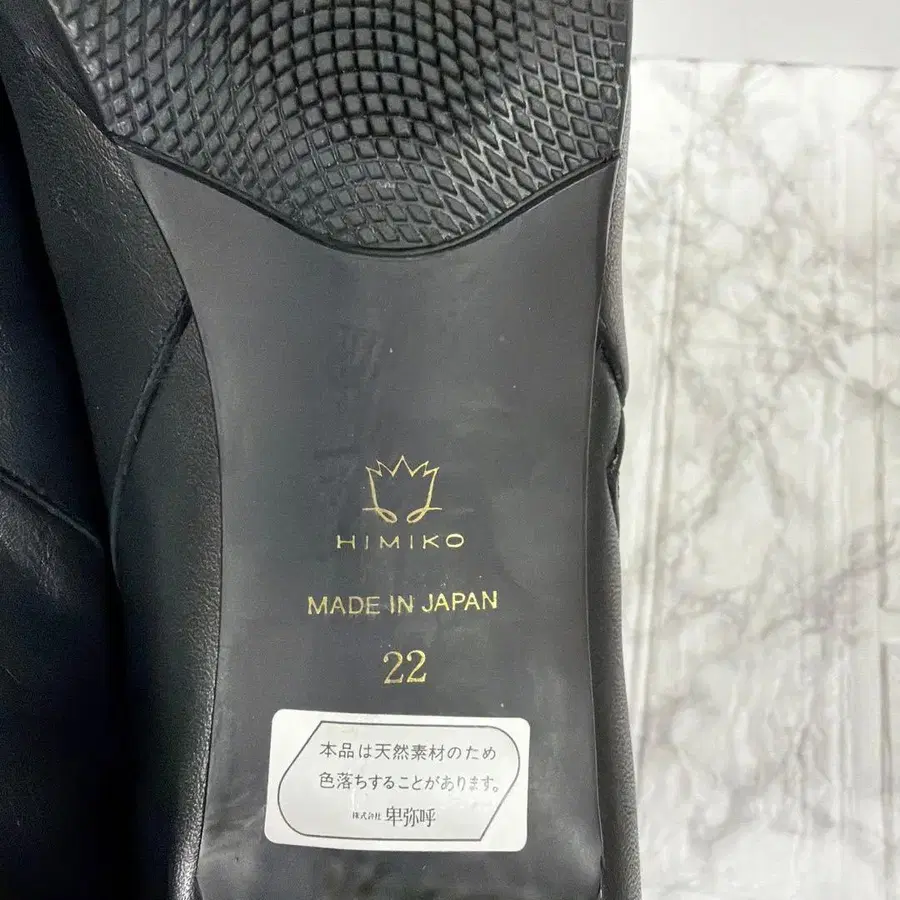 HIMIKO
MADE IN JAPAN
22
本品は天然素材のため
色落ちすることがあります。
株式会社 卑弥呼